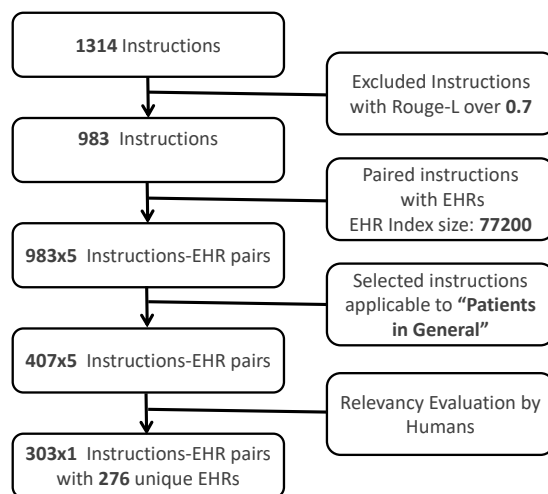 1314 Instructions
Excluded Instructions
with Rouge-L over 0.7
983 Instructions
Paired instructions
with EHRs
EHR Index size: 77200
983x5 Instructions-EHR pairs
Selected instructions
applicable to “Patients
in General”
407x5 Instructions-EHR pairs
Relevancy Evaluation by
Humans
303x1 Instructions-EHR pairs
with 276 unique EHRs